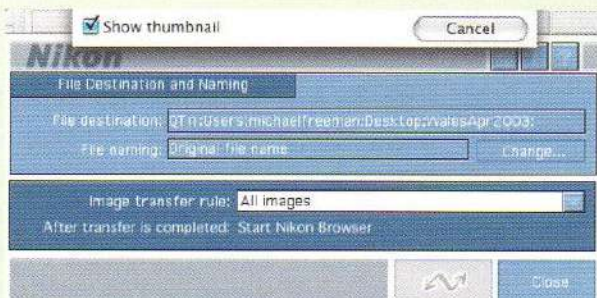 Show thumbnail
Cancel
Nikon
File Destination and Naming
File destination: QTn:Users:michaelfreeman:Desktop:WalesApr2003:
File naming: Original file name
Change...
Image transfer rule: All images
After transfer is completed: Start Nikon Browser
Close